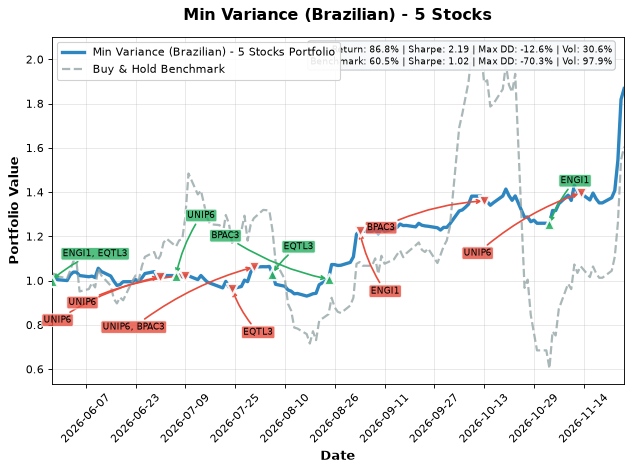 Min Variance (Brazilian) - 5 Stocks
Min Variance (Brazilian) - 5 Stocks Portfolio
Buy & Hold Benchmark
86.8% | Sharpe: 2.19 | Max DD: -12.6% | Vol: 30.6%
60.5% | Sharpe: 1.02 | Max DD: -70.3% | Vol: 97.9%
Portfolio Value
2.0
1.8
1.6
1.4
1.2
1.0
0.8
0.6
ENGI1
UNIP6
BPAC3
BPAC3
EQTL3
ENGI1, EQTL3
UNIP6
ENGI1
UNIP6
UNIP6
UNIP6, BPAC3
EQTL3
2026-06-07
2026-06-23
2026-07-09
2026-07-25
2026-08-10
2026-08-26
2026-09-11
2026-09-27
2026-10-13
2026-10-29
2026-11-14
Date